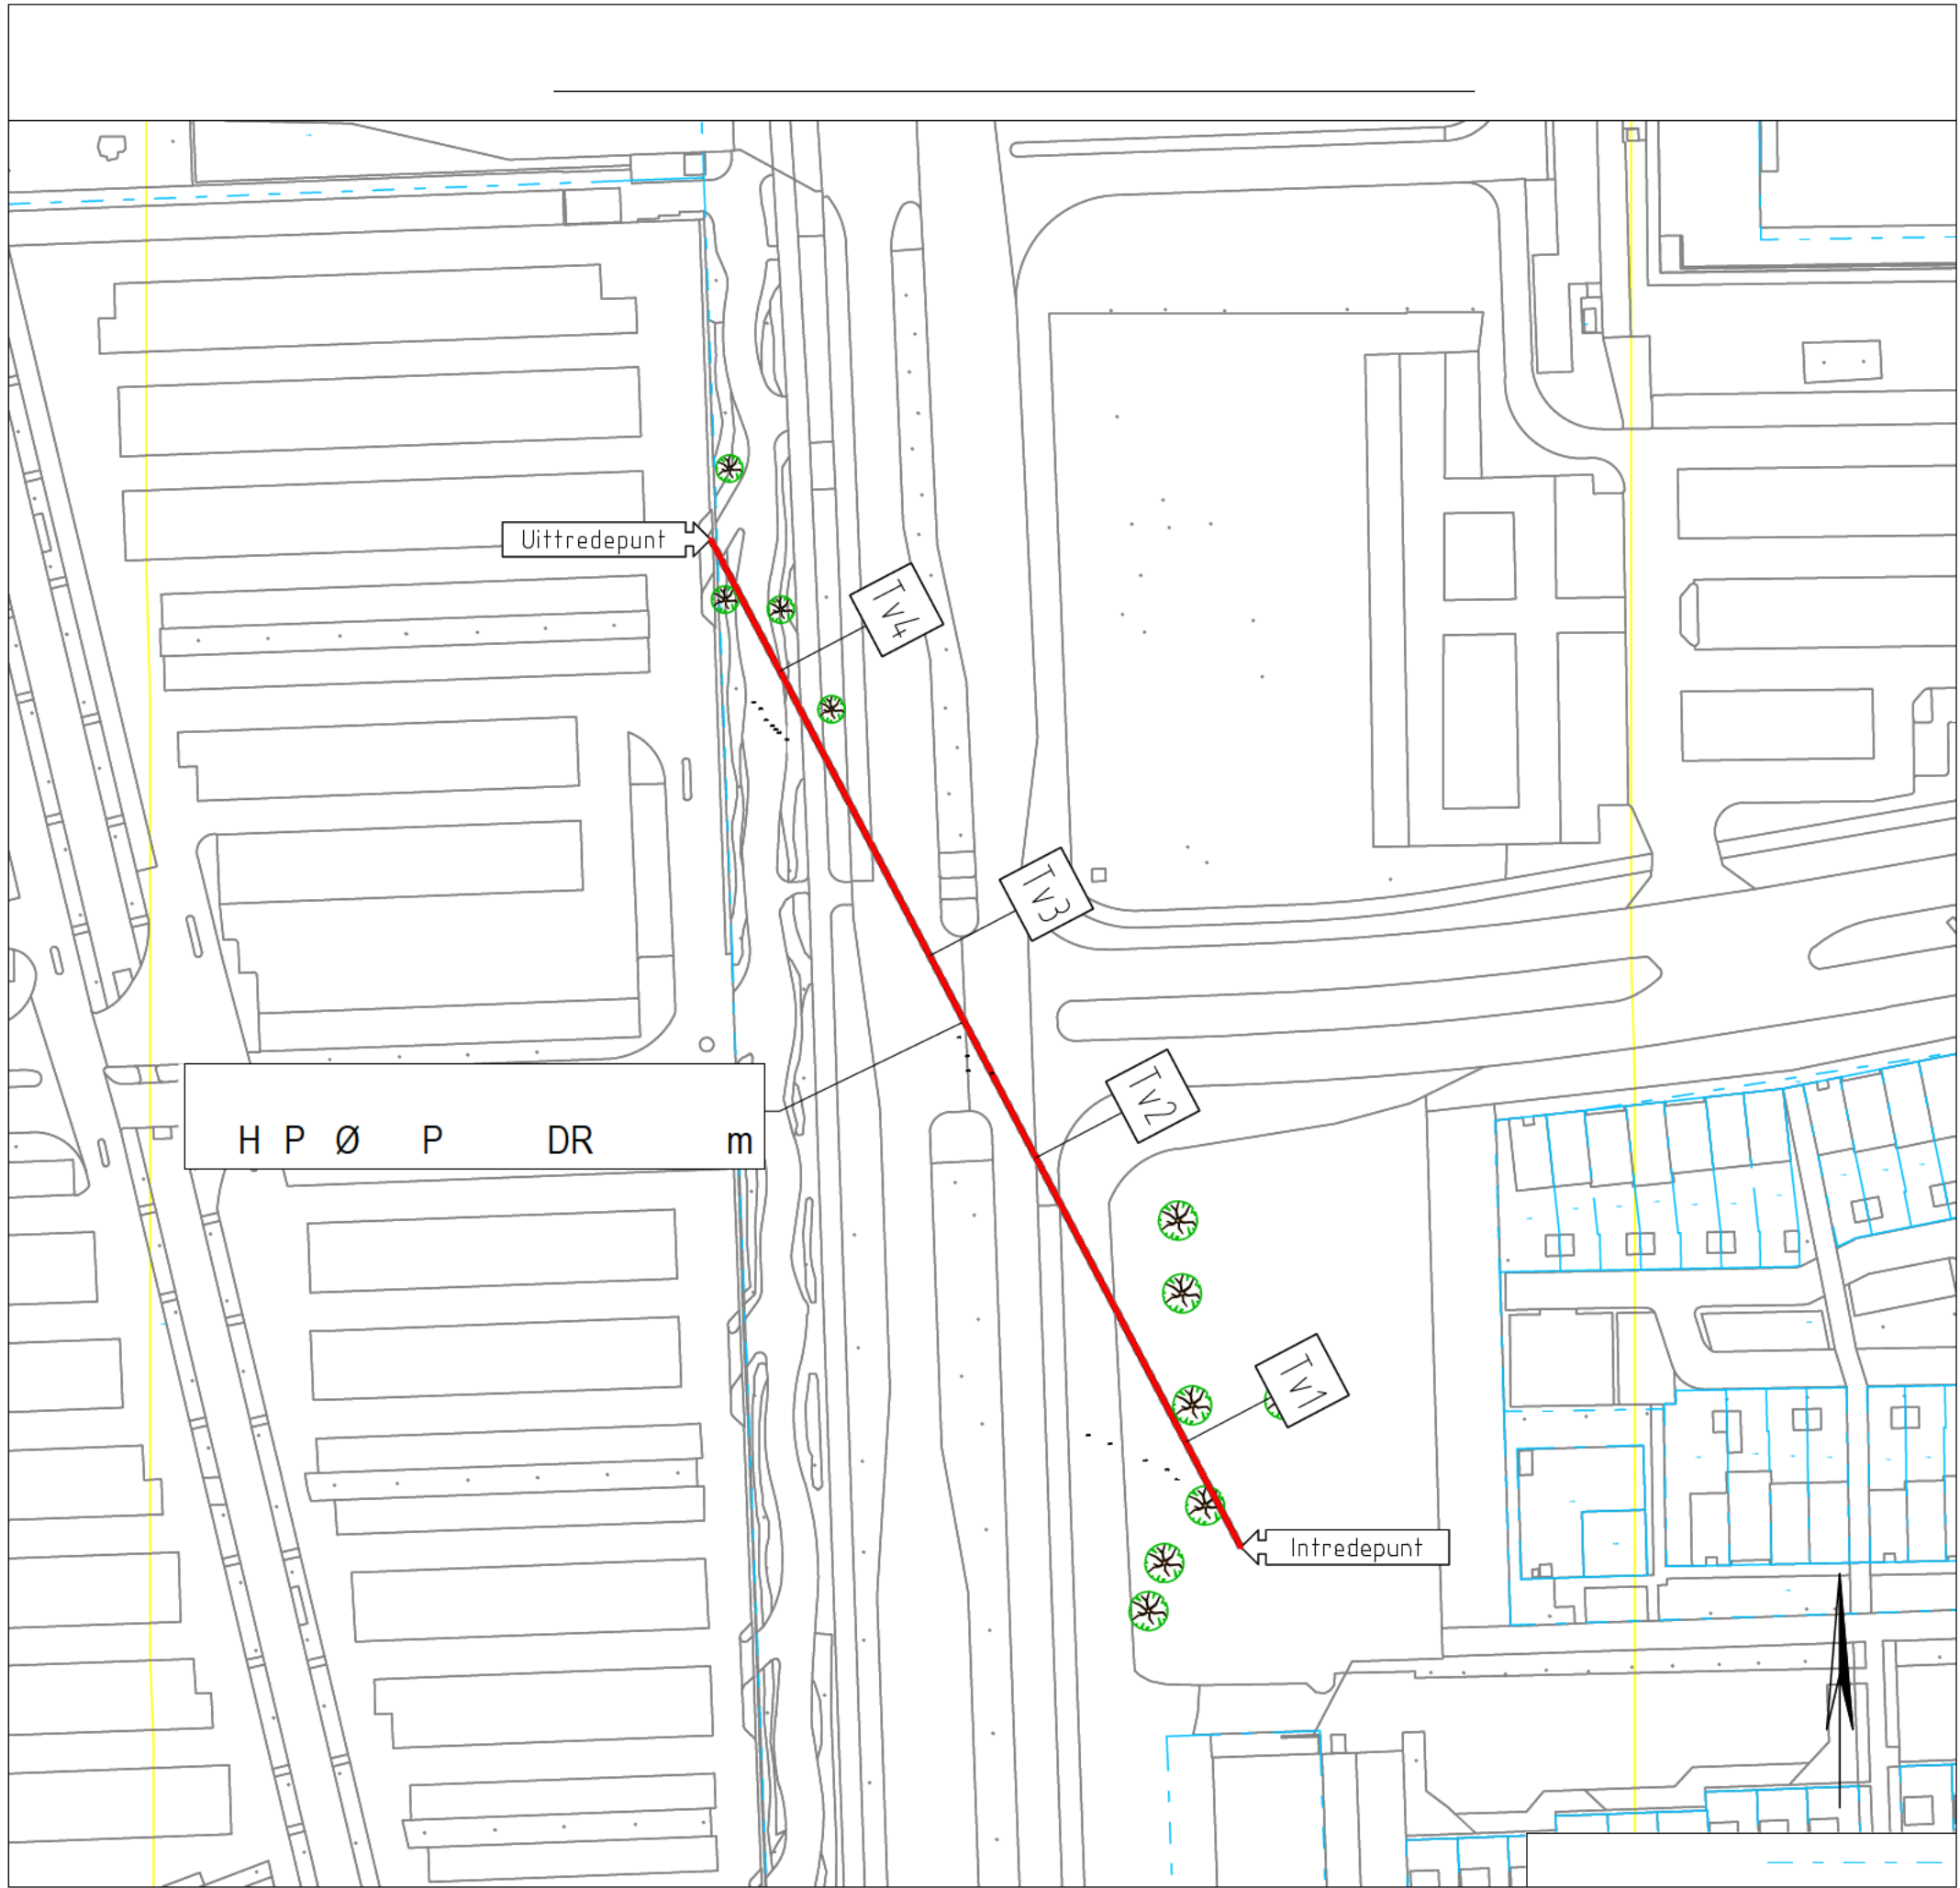 Uittredepunt
Tv4
Tv3
Tv2
H P Ø P DR m
Tv1
Intredepunt